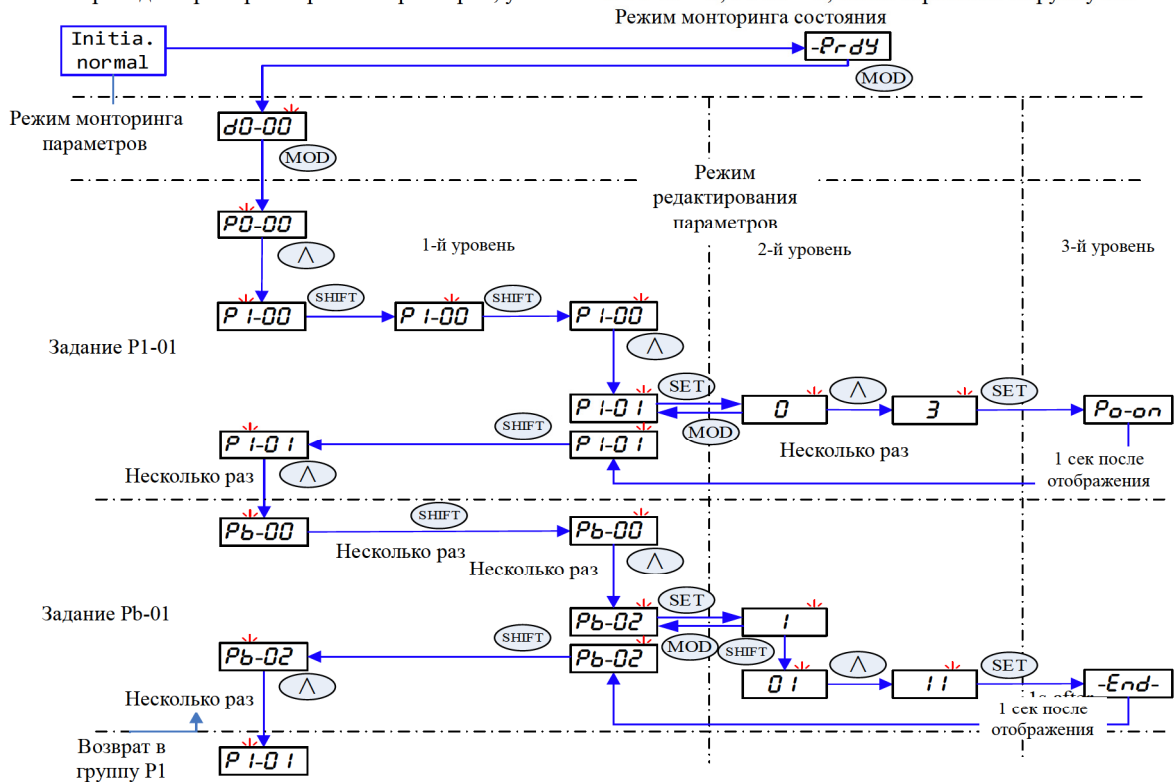 Режим моторинга состояния
Initia.
normal
-Prdy
MOD
Режим монторинга
параметров
d0-00
MOD
Режим
редактирования
параметров
P0-00
1-й уровень
2-й уровень
3-й уровень
Λ
P1-00
SHIFT
P1-00
SHIFT
P1-00
Задание P1-01
Λ
P1-01
SET
0
Λ
3
SET
Po-on
MOD
P1-01
SHIFT
P1-01
Несколько раз
1 сек после
отображения
Несколько раз
Λ
Pb-00
SHIFT
Pb-00
Несколько раз
Несколько раз
Λ
Задание Pb-01
Pb-02
SET
1
MOD
SHIFT
Pb-02
SHIFT
Pb-02
Λ
01
Λ
11
SET
-End-
Несколько раз
1 сек после
отображения
Возврат в
группу P1
P1-01